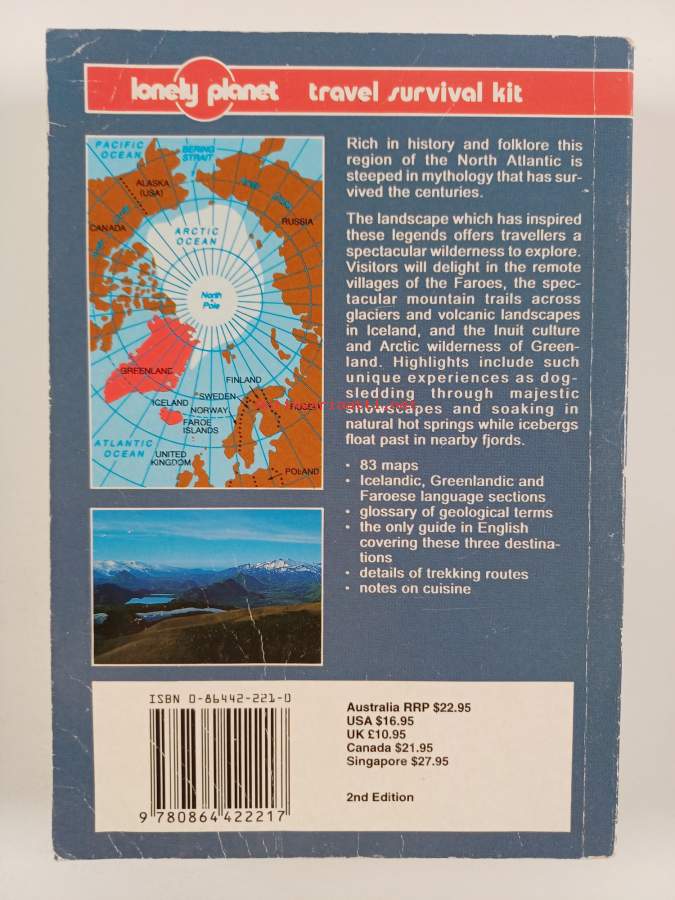 lonely planet travel survival kit
PACIFIC
OCEAN
BERING
STRAIT
ALASKA
(USA)
CANADA
RUSSIA
ARCTIC
OCEAN
North
Pole
GREENLAND
FINLAND
ICELAND
SWEDEN
NORWAY
FAROE
ISLANDS
ATLANTIC
OCEAN
UNITED
KINGDOM
POLAND
Rich in history and folklore this
region of the North Atlantic is
steeped in mythology that has sur-
vived the centuries.
The landscape which has inspired
these legends offers travellers a
spectacular wilderness to explore.
Visitors will delight in the remote
villages of the Faroes, the spec-
tacular mountain trails across
glaciers and volcanic landscapes
in Iceland, and the Inuit culture
and Arctic wilderness of Green-
land. Highlights include such
unique experiences as dog-
sledding through majestic
snowscapes and soaking in
natural hot springs while icebergs
float past in nearby fjords.
• 83 maps
• Icelandic, Greenlandic and
Faroese language sections
• glossary of geological terms
• the only guide in English
covering these three destina-
tions
• details of trekking routes
• notes on cuisine
ISBN 0-86442-221-0
9 780864 422217
Australia RRP $22.95
USA $16.95
UK £10.95
Canada $21.95
Singapore $27.95
2nd Edition